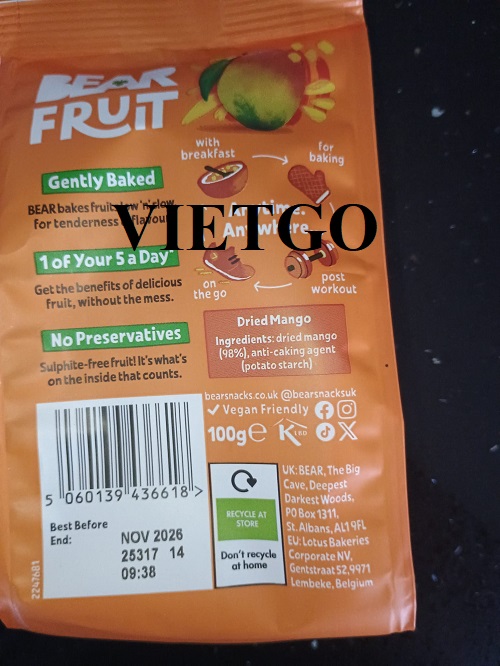 BEAR
FRUIT
with
breakfast
for
baking
Anytime.
Anywhere
on
the go
post
workout
Gently Baked
BEAR bakes fruit slow 'n' slow
for tenderness & flavour
VIETGO
1 of Your 5 a Day*
Get the benefits of delicious
fruit, without the mess.
No Preservatives
Sulphite-free fruit! It's what's
on the inside that counts.
Dried Mango
Ingredients: dried mango
(98%), anti-caking agent
(potato starch)
bearsnacks.co.uk @bearsnacksuk
Vegan Friendly
100g℮ K LBD
5 060139 436618 >
Best Before
End:
NOV 2026
25317 14
09:38
2247681
RECYCLE AT
STORE
Don't recycle
at home
UK: BEAR, The Big
Cave, Deepest
Darkest Woods,
PO Box 1311,
St. Albans, AL1 9FL
EU: Lotus Bakeries
Corporate NV,
Gentstraat 52, 9971
Lembeke, Belgium